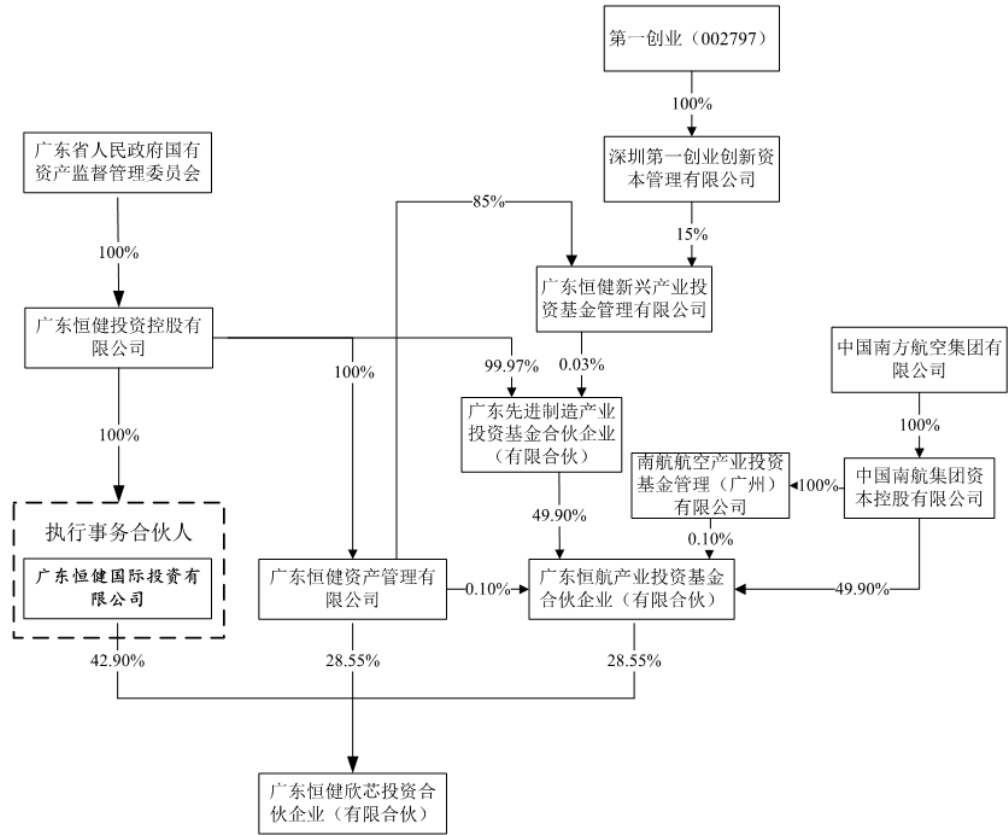 第一创业（002797）
100%
广东省人民政府国有
资产监督管理委员会
深圳第一创业创新资
本管理有限公司
85%
15%
100%
广东恒健新兴产业投
资基金管理有限公司
广东恒健投资控股有
限公司
中国南方航空集团有
限公司
99.97%
0.03%
100%
广东先进制造产业
投资基金合伙企业
（有限合伙）
100%
100%
南航航空产业投资
基金管理（广州）
有限公司
100%
中国南航集团资
本控股有限公司
执行事务合伙人
49.90%
0.10%
广东恒健国际投资有
限公司
广东恒健资产管理有
限公司
0.10%
广东恒航产业投资基金
合伙企业（有限合伙）
49.90%
42.90%
28.55%
28.55%
广东恒健欣芯投资合
伙企业（有限合伙）